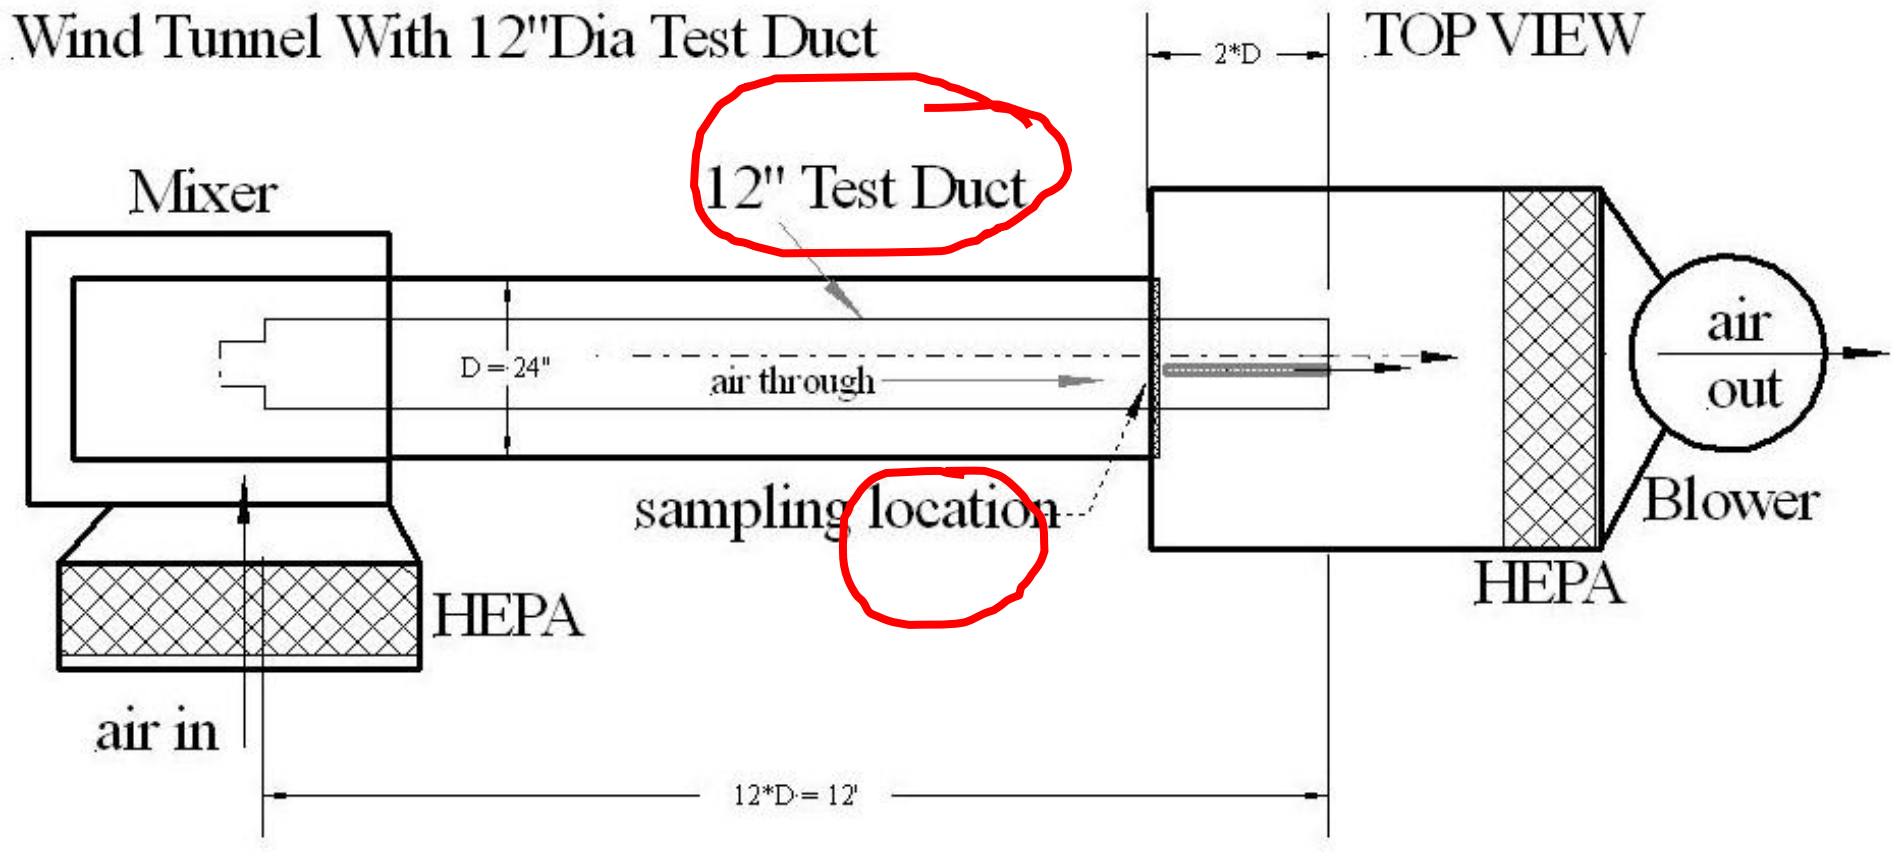 Wind Tunnel With 12"Dia Test Duct
2*D
TOP VIEW
12" Test Duct
Mixer
D = 24"
air through
air
out
sampling location
Blower
HEPA
HEPA
air in
12*D = 12'